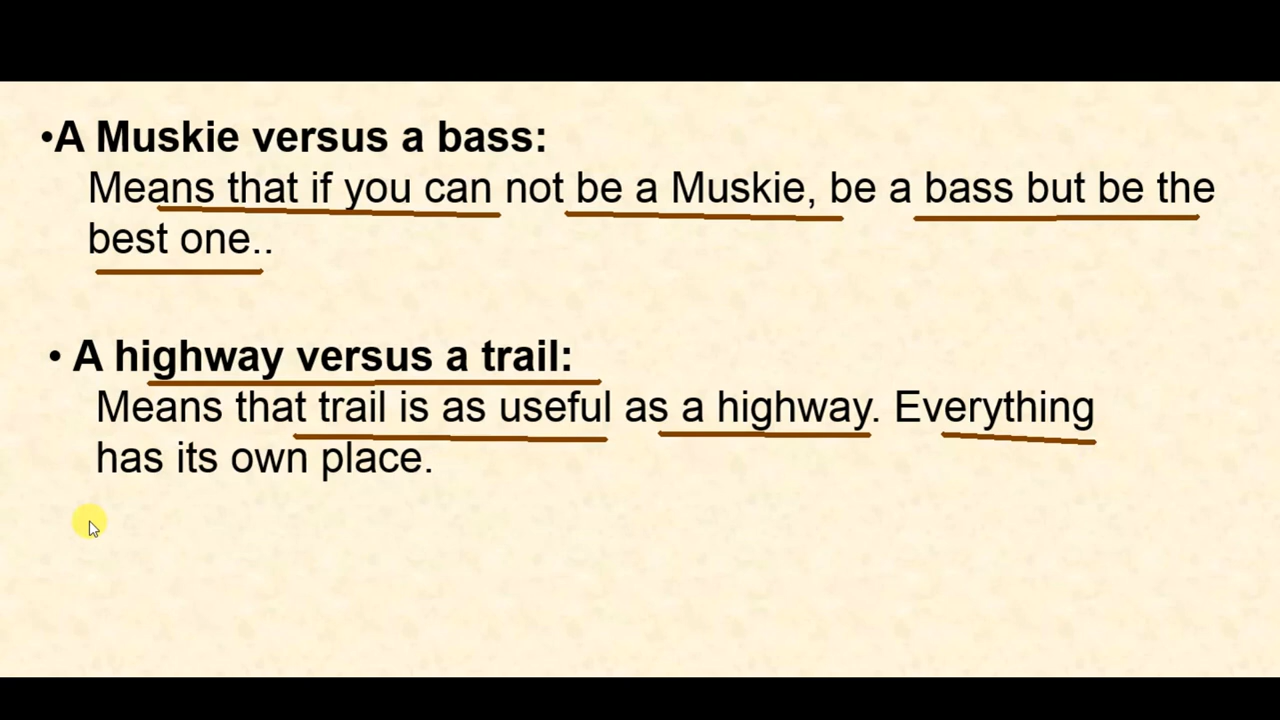 •A Muskie versus a bass:
Means that if you can not be a Muskie, be a bass but be the
best one..
• A highway versus a trail:
Means that trail is as useful as a highway. Everything
has its own place.